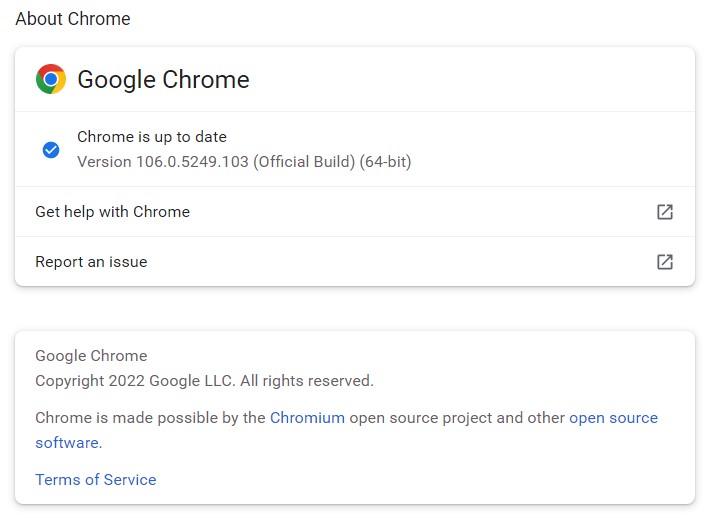 About Chrome
Google Chrome
Chrome is up to date
Version 106.0.5249.103 (Official Build) (64-bit)
Get help with Chrome
Report an issue
Google Chrome
Copyright 2022 Google LLC. All rights reserved.
Chrome is made possible by the Chromium open source project and other open source
software.
Terms of Service